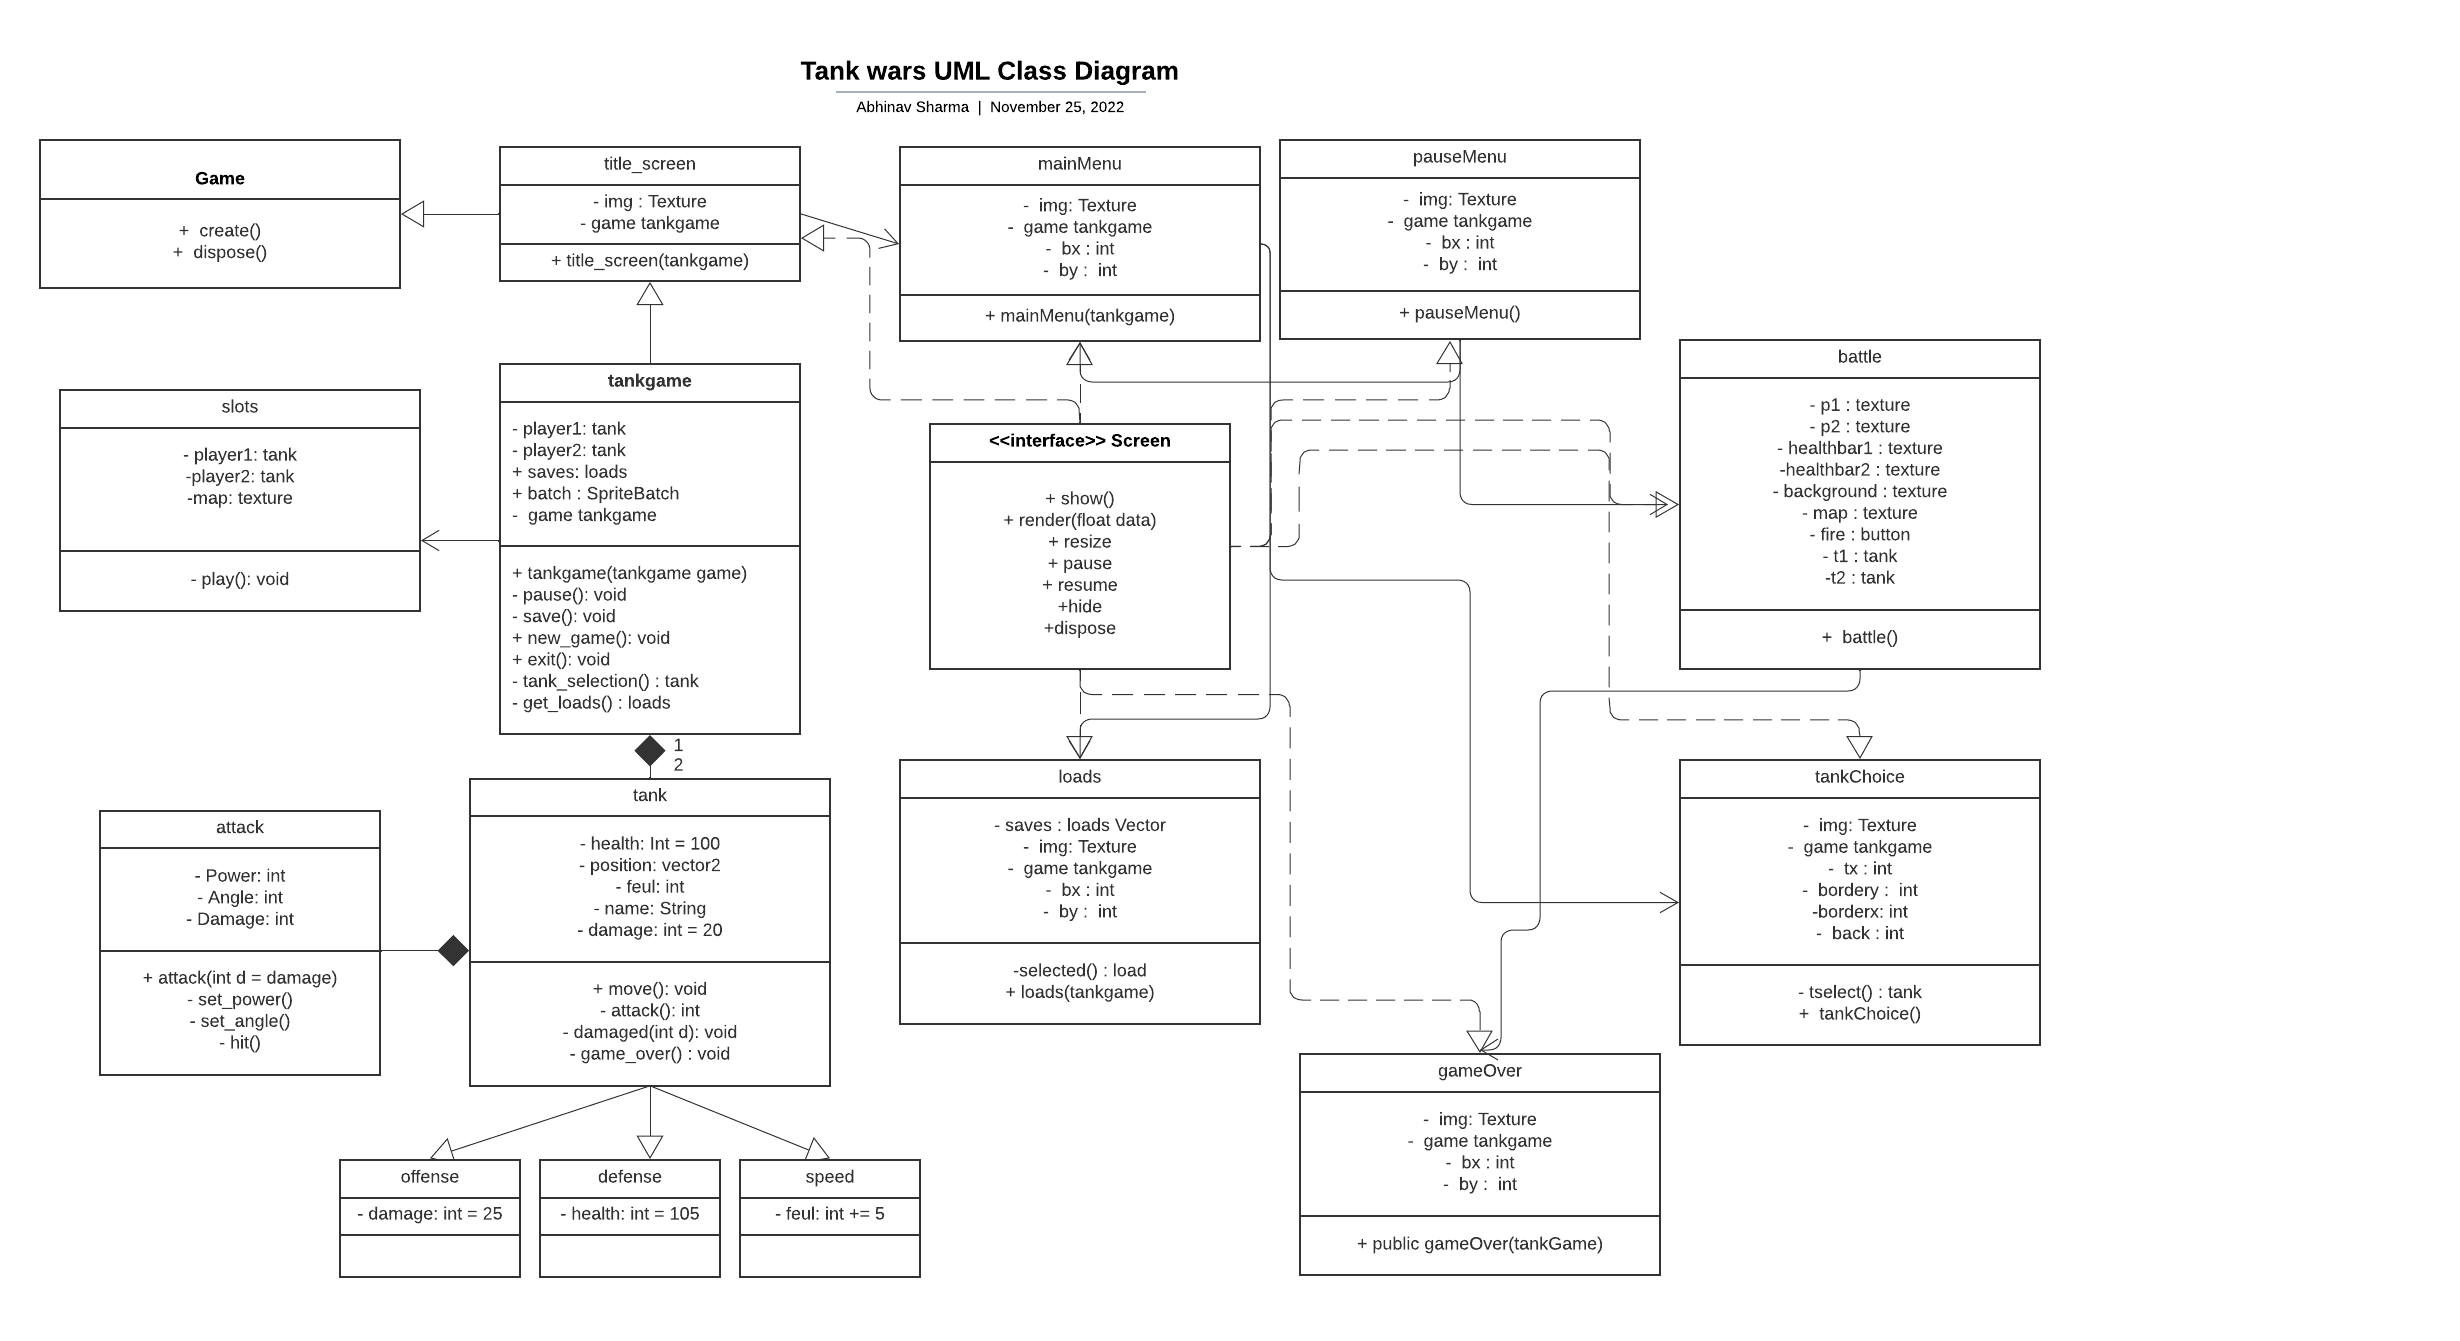 Tank wars UML Class Diagram
Abhinav Sharma | November 25, 2022
Game
+ create()
+ dispose()
title_screen
- img : Texture
- game tankgame
+ title_screen(tankgame)
mainMenu
- img: Texture
- game tankgame
- bx : int
- by : int
+ mainMenu(tankgame)
pauseMenu
- img: Texture
- game tankgame
- bx : int
- by : int
+ pauseMenu()
slots
- player1: tank
-player2: tank
-map: texture
- play(): void
tankgame
- player1: tank
- player2: tank
+ saves: loads
+ batch : SpriteBatch
- game tankgame
+ tankgame(tankgame game)
- pause(): void
- save(): void
+ new_game(): void
+ exit(): void
- tank_selection() : tank
- get_loads() : loads
1
2
<<interface>> Screen
+ show()
+ render(float data)
+ resize
+ pause
+ resume
+hide
+dispose
battle
- p1 : texture
- p2 : texture
- healthbar1 : texture
-healthbar2 : texture
- background : texture
- map : texture
- fire : button
- t1 : tank
-t2 : tank
+ battle()
attack
- Power: int
- Angle: int
- Damage: int
+ attack(int d = damage)
- set_power()
- set_angle()
- hit()
tank
- health: Int = 100
- position: vector2
- feul: int
- name: String
- damage: int = 20
+ move(): void
- attack(): int
- damaged(int d): void
- game_over() : void
loads
- saves : loads Vector
- img: Texture
- game tankgame
- bx : int
- by : int
-selected() : load
+ loads(tankgame)
tankChoice
- img: Texture
- game tankgame
- tx : int
- bordery : int
-borderx: int
- back : int
- tselect() : tank
+ tankChoice()
offense
- damage: int = 25
defense
- health: int = 105
speed
- feul: int += 5
gameOver
- img: Texture
- game tankgame
- bx : int
- by : int
+ public gameOver(tankGame)